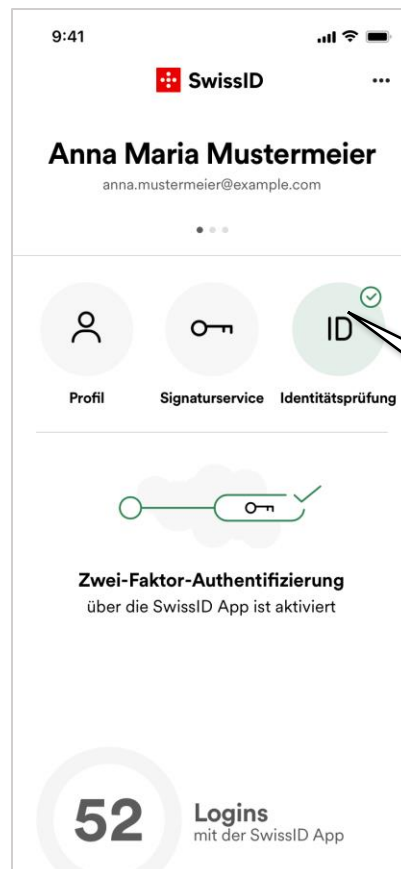 9:41
SwissID
Anna Maria Mustermeier
anna.mustermeier@example.com
ID
Profil Signaturservice Identitätsprüfung
Zwei-Faktor-Authentifizierung
über die SwissID App ist aktiviert
52
Logins
mit der SwissID App